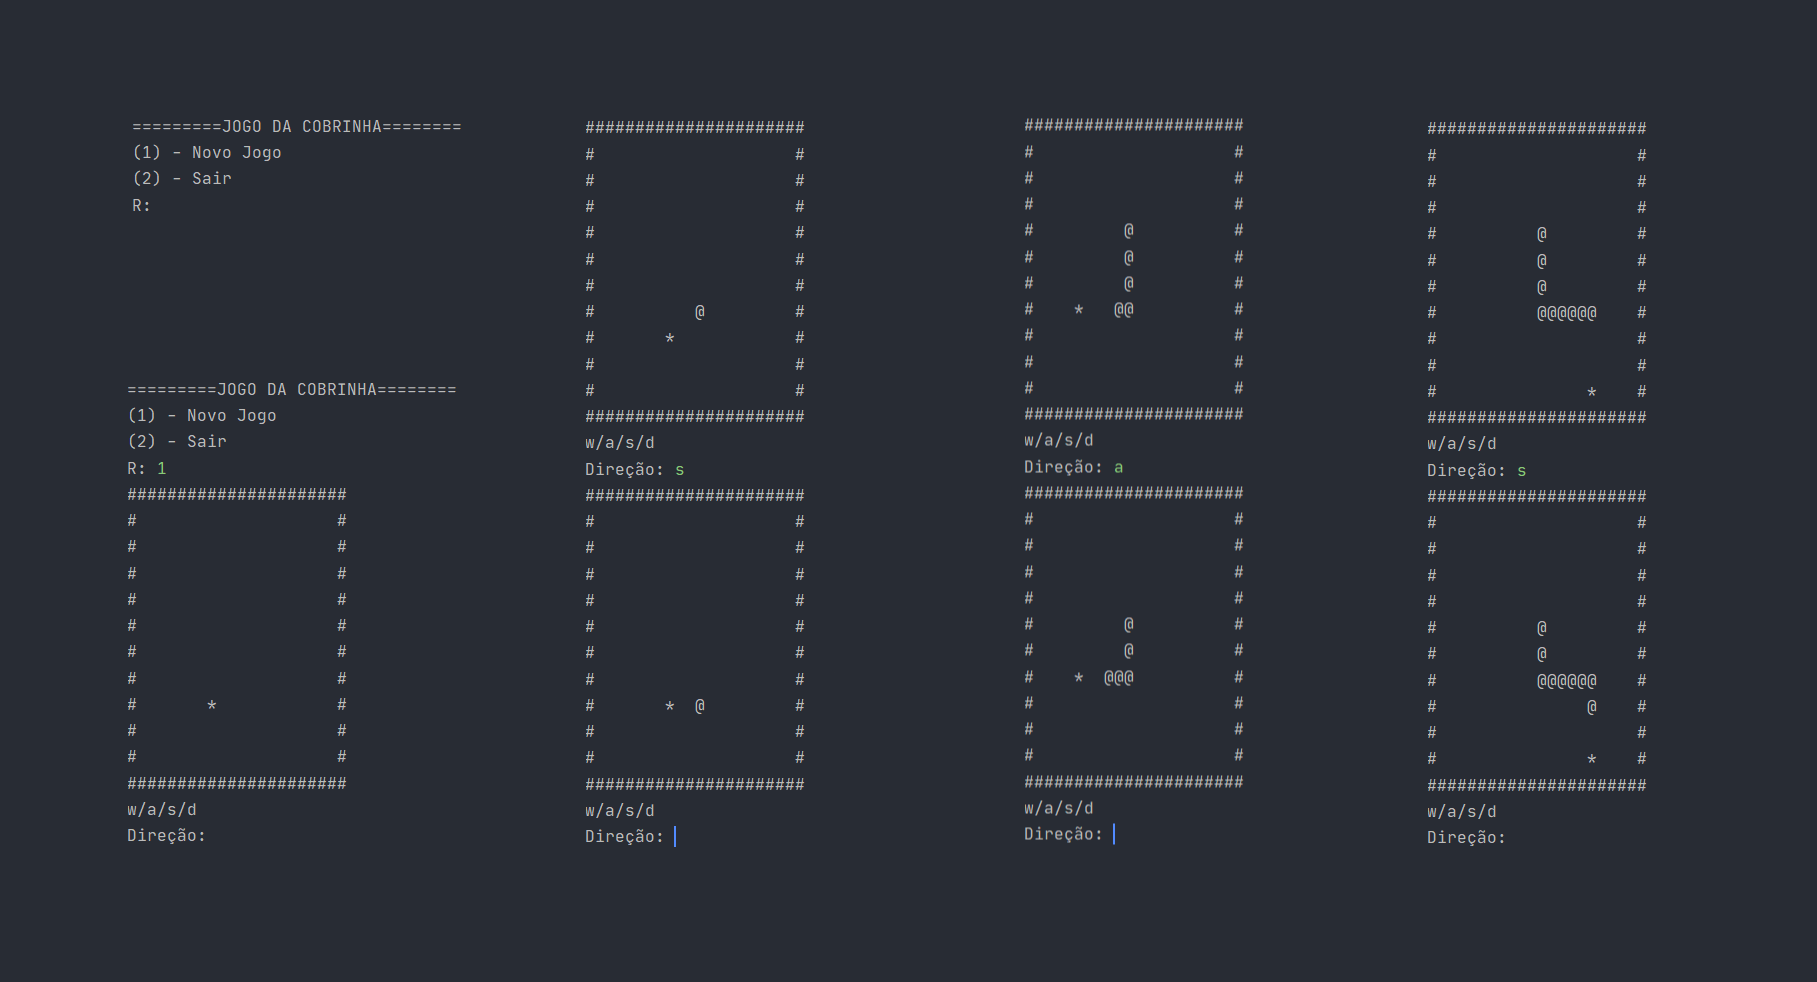 =========JOGO DA COBRINHA========
(1) - Novo Jogo
(2) - Sair
R:
=========JOGO DA COBRINHA========
(1) - Novo Jogo
(2) - Sair
R: 1
######################
#                    #
#                    #
#                    #
#                    #
#                    #
#                    #
#                    #
#       *            #
#                    #
#                    #
######################
w/a/s/d
Direção:
######################
#                    #
#                    #
#                    #
#                    #
#                    #
#                    #
#          @         #
#       *            #
#                    #
#                    #
######################
w/a/s/d
Direção: s
######################
#                    #
#                    #
#                    #
#                    #
#                    #
#                    #
#                    #
#       *  @         #
#                    #
#                    #
######################
w/a/s/d
Direção:
######################
#                    #
#                    #
#                    #
#         @          #
#         @          #
#         @          #
#    *   @@          #
#                    #
#                    #
#                    #
######################
w/a/s/d
Direção: a
######################
#                    #
#                    #
#                    #
#                    #
#         @          #
#         @          #
#    *  @@@          #
#                    #
#                    #
#                    #
######################
w/a/s/d
Direção:
######################
#                    #
#                    #
#                    #
#          @         #
#          @         #
#          @         #
#          @@@@@@    #
#                    #
#                    #
#               *    #
######################
w/a/s/d
Direção: s
######################
#                    #
#                    #
#                    #
#                    #
#          @         #
#          @         #
#          @@@@@@    #
#               @    #
#                    #
#               *    #
######################
w/a/s/d
Direção: